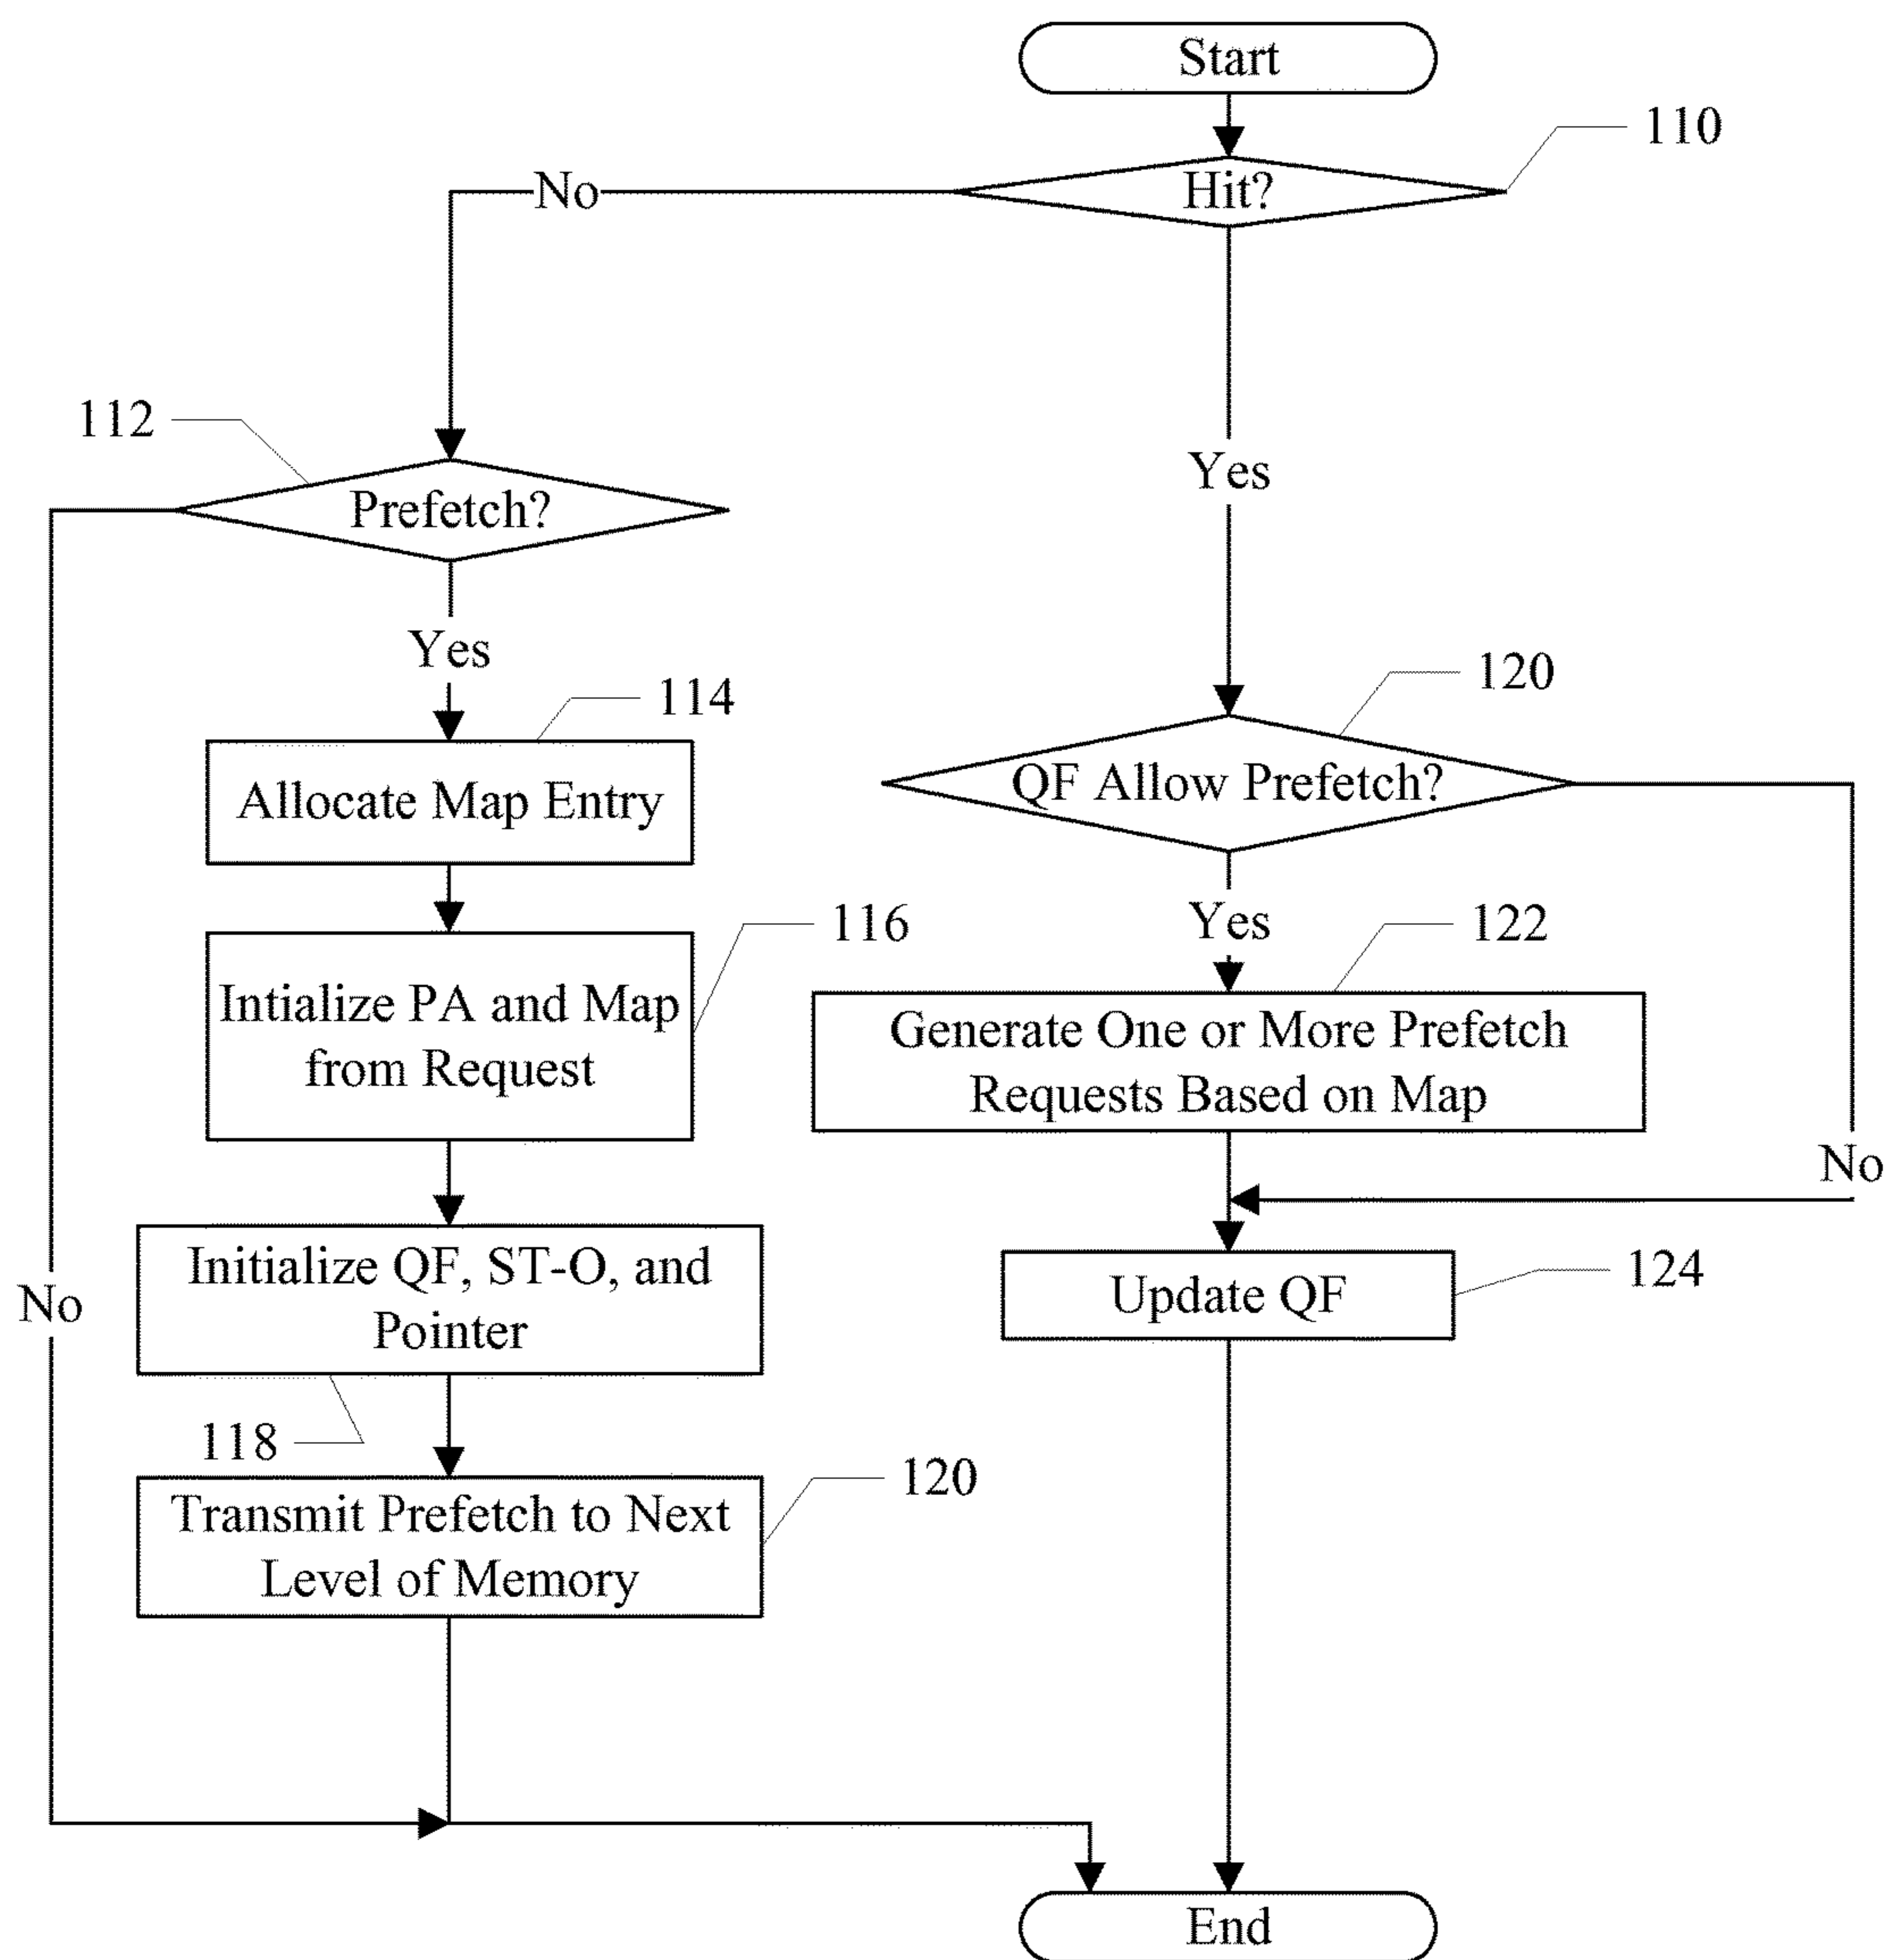 Start
110
Hit?
No
112
Prefetch?
Yes
Yes
114
120
Allocate Map Entry
QF Allow Prefetch?
116
Yes
122
Intialize PA and Map
from Request
Generate One or More Prefetch
Requests Based on Map
No
Initialize QF, ST-O, and
Pointer
No
Update QF
124
118
120
Transmit Prefetch to Next
Level of Memory
End